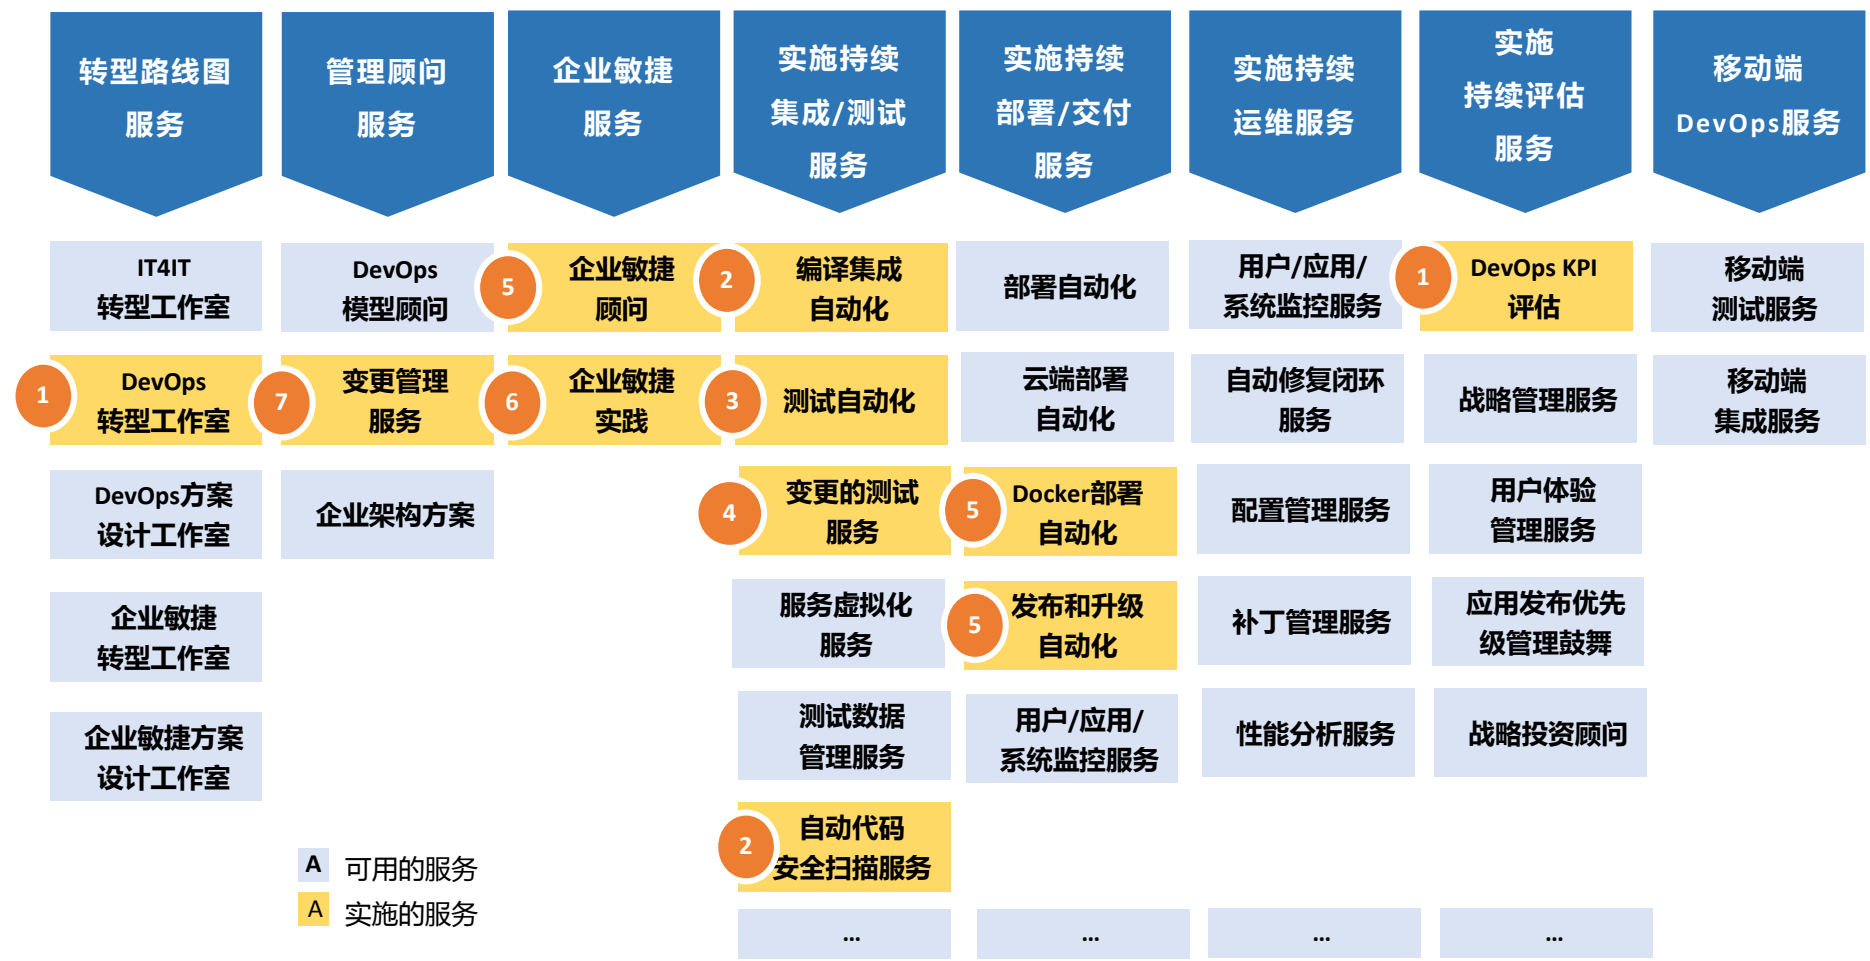 转型路线图
服务
管理顾问
服务
企业敏捷
服务
实施持续
集成/测试
服务
实施持续
部署/交付
服务
实施持续
运维服务
实施
持续评估
服务
移动端
DevOps服务
IT4IT
转型工作室
DevOps
模型顾问
5
企业敏捷
顾问
2
编译集成
自动化
部署自动化
用户/应用/
系统监控服务
1
DevOps KPI
评估
移动端
测试服务
1
DevOps
转型工作室
7
变更管理
服务
6
企业敏捷
实践
3
测试自动化
云端部署
自动化
自动修复闭环
服务
战略管理服务
移动端
集成服务
DevOps方案
设计工作室
企业架构方案
4
变更的测试
服务
5
Docker部署
自动化
配置管理服务
用户体验
管理服务
企业敏捷
转型工作室
服务虚拟化
服务
5
发布和升级
自动化
补丁管理服务
应用发布优先
级管理鼓舞
企业敏捷方案
设计工作室
测试数据
管理服务
用户/应用/
系统监控服务
性能分析服务
战略投资顾问
2
自动代码
安全扫描服务
A 可用的服务
A 实施的服务
...
...
...
...